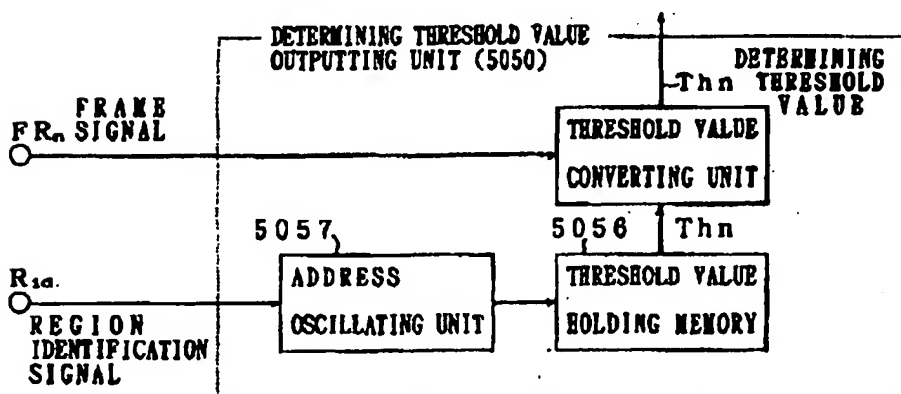 DETERMINING THRESHOLD VALUE
OUTPUTTING UNIT (5050)
Thn
DETERMINING
THRESHOLD
VALUE
FRn
FRAME
SIGNAL
THRESHOLD VALUE
CONVERTING UNIT
5057
5056
Thn
R1d.
ADDRESS
OSCILLATING UNIT
THRESHOLD VALUE
HOLDING MEMORY
REGION
IDENTIFICATION
SIGNAL